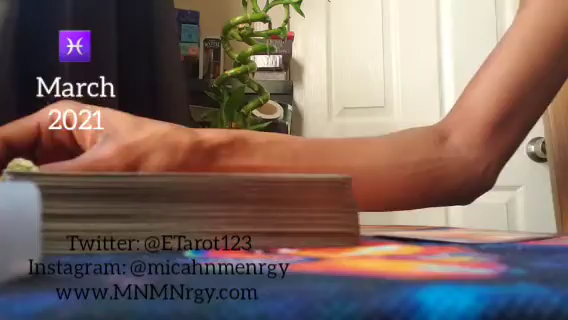 ♓
March
2021
Twitter: @ETarot123
Instagram: @micahnmenrgy
www.MNMNrgy.com